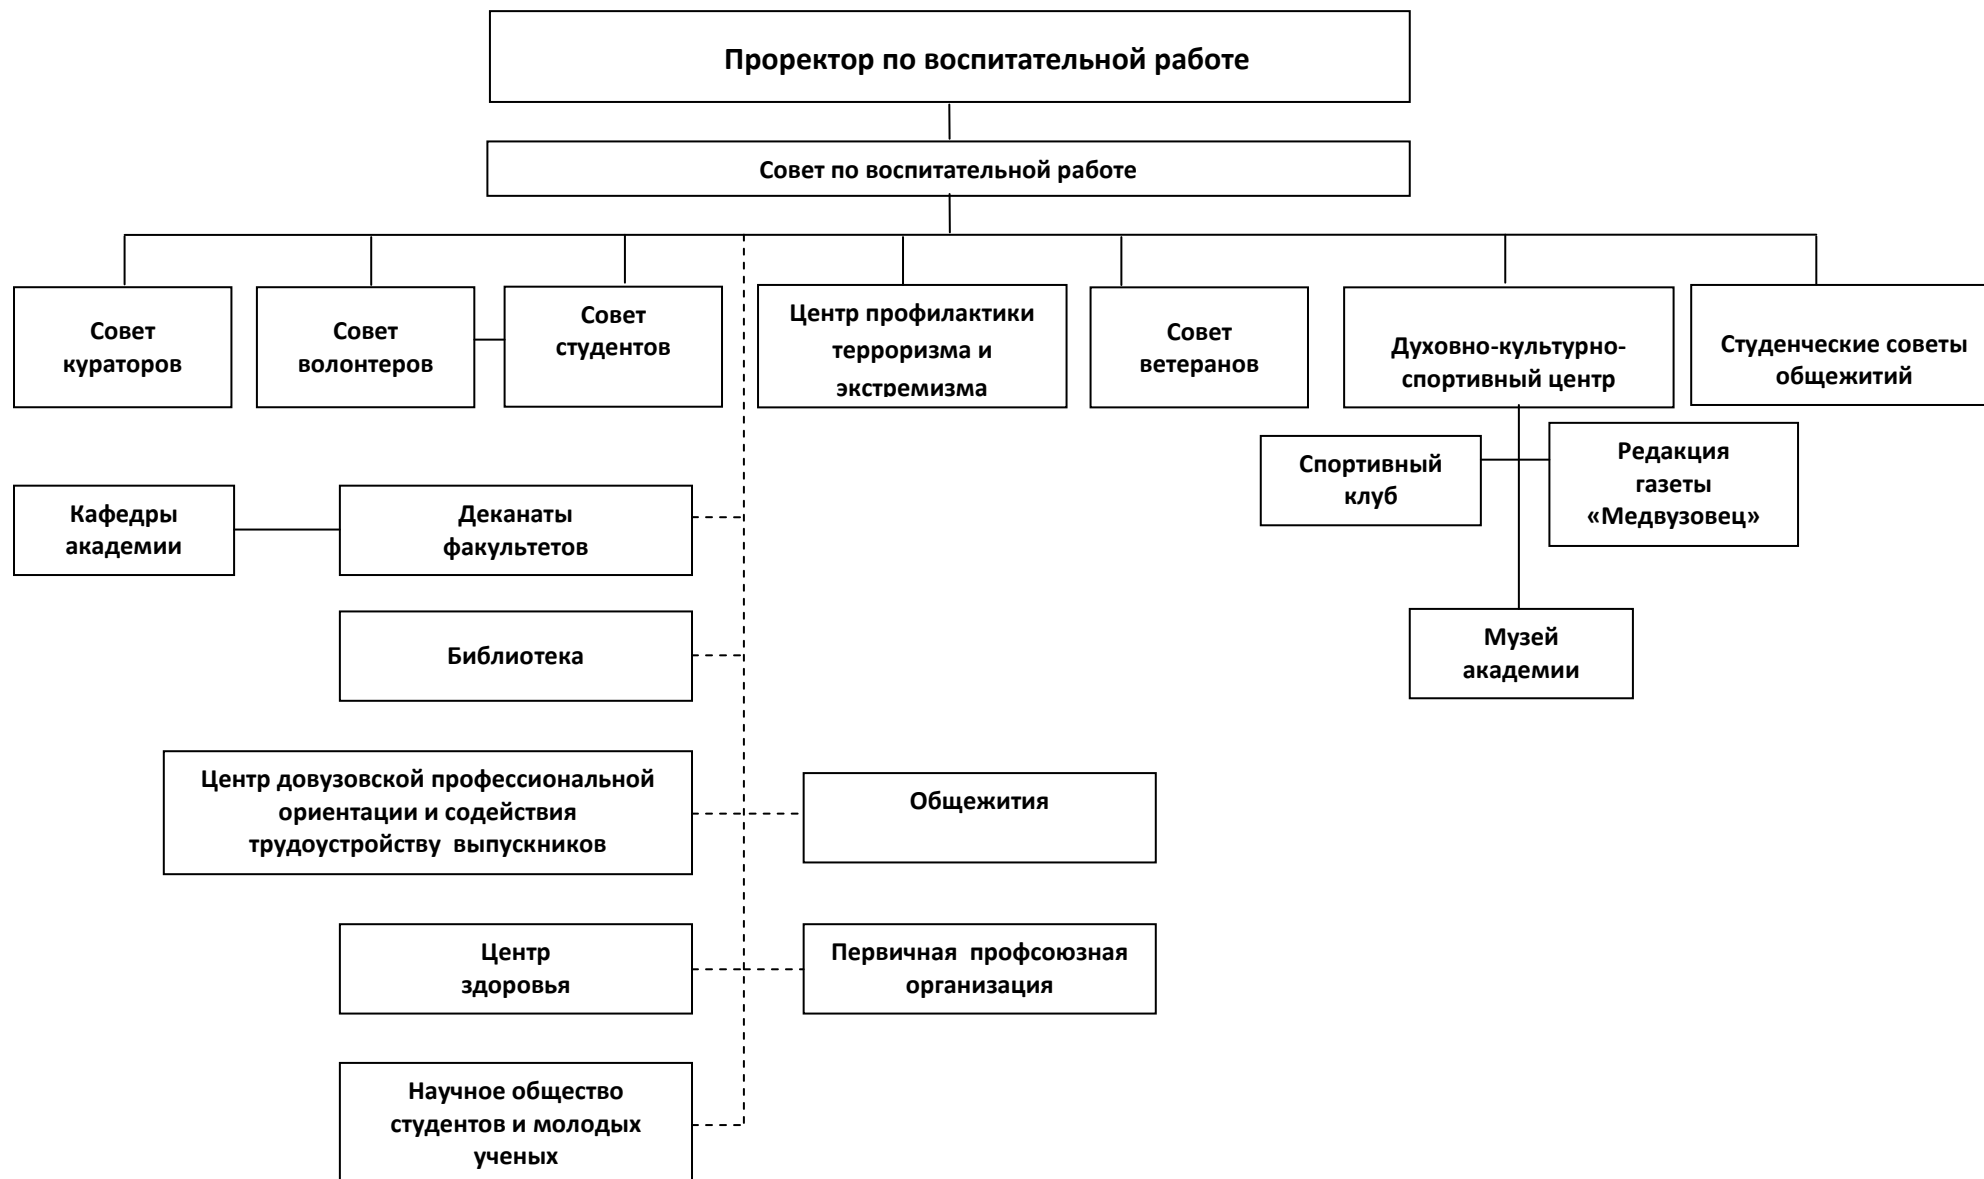 Проректор по воспитательной работе
Совет по воспитательной работе
Совет
кураторов
Совет
волонтеров
Совет
студентов
Центр профилактики
терроризма и
экстремизма
Совет
ветеранов
Духовно-культурно-
спортивный центр
Студенческие советы
общежитий
Спортивный
клуб
Редакция
газеты
«Медвузовец»
Кафедры
академии
Деканаты
факультетов
Музей
академии
Библиотека
Центр довузовской профессиональной
ориентации и содействия
трудоустройству выпускников
Общежития
Центр
здоровья
Первичная профсоюзная
организация
Научное общество
студентов и молодых
ученых